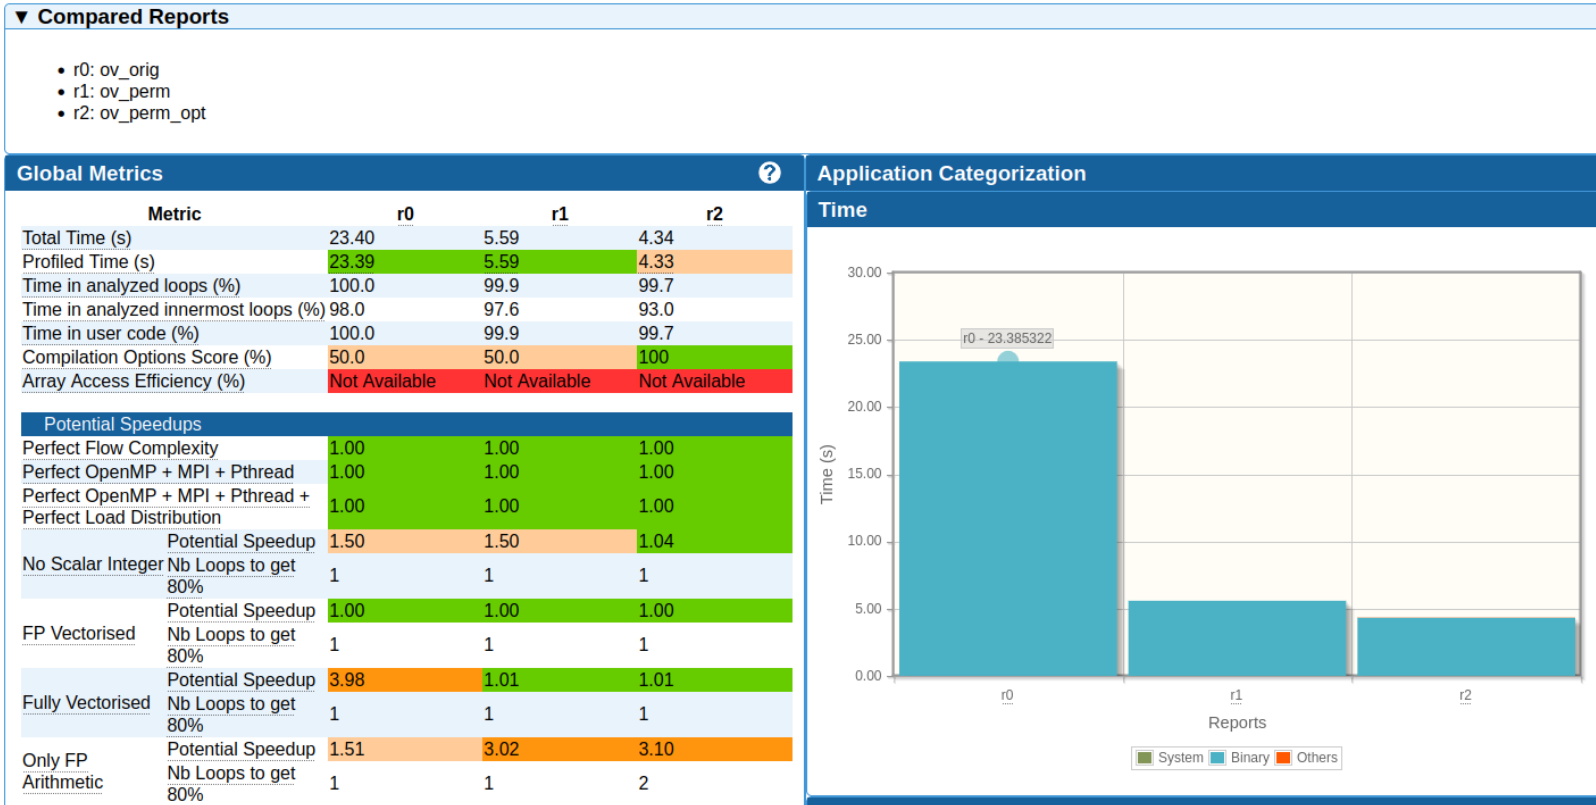 ▼ Compared Reports
• r0: ov_orig
• r1: ov_perm
• r2: ov_perm_opt
Global Metrics ?
Metric r0 r1 r2
Total Time (s) 23.40 5.59 4.34
Profiled Time (s) 23.39 5.59 4.33
Time in analyzed loops (%) 100.0 99.9 99.7
Time in analyzed innermost loops (%) 98.0 97.6 93.0
Time in user code (%) 100.0 99.9 99.7
Compilation Options Score (%) 50.0 50.0 100
Array Access Efficiency (%) Not Available Not Available Not Available
Potential Speedups
Perfect Flow Complexity 1.00 1.00 1.00
Perfect OpenMP + MPI + Pthread 1.00 1.00 1.00
Perfect OpenMP + MPI + Pthread +
Perfect Load Distribution 1.00 1.00 1.00
No Scalar Integer
Potential Speedup 1.50 1.50 1.04
Nb Loops to get
80% 1 1 1
FP Vectorised
Potential Speedup 1.00 1.00 1.00
Nb Loops to get
80% 1 1 1
Fully Vectorised
Potential Speedup 3.98 1.01 1.01
Nb Loops to get
80% 1 1 1
Only FP
Arithmetic
Potential Speedup 1.51 3.02 3.10
Nb Loops to get
80% 1 1 2
Application Categorization
Time
30.00
25.00
20.00
15.00
10.00
5.00
0.00
Time (s)
r0 - 23.385322
r0 r1 r2
Reports
System Binary Others